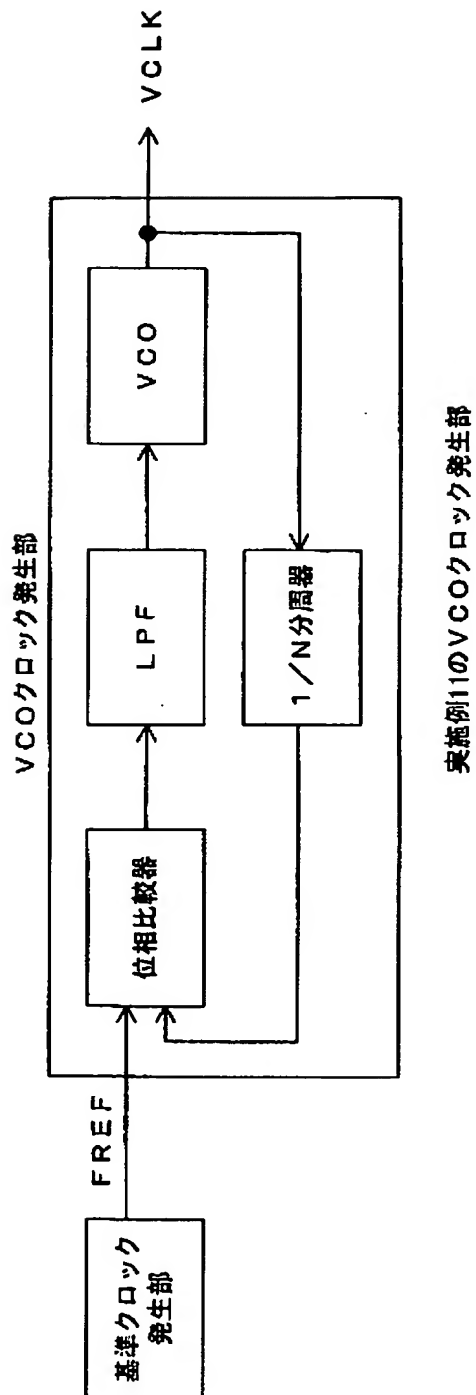 VCOクロック発生部
基準クロック
発生部
FREF
位相比較器
LPF
VCO
VCLK
1/N分周器
実施例11のVCOクロック発生部